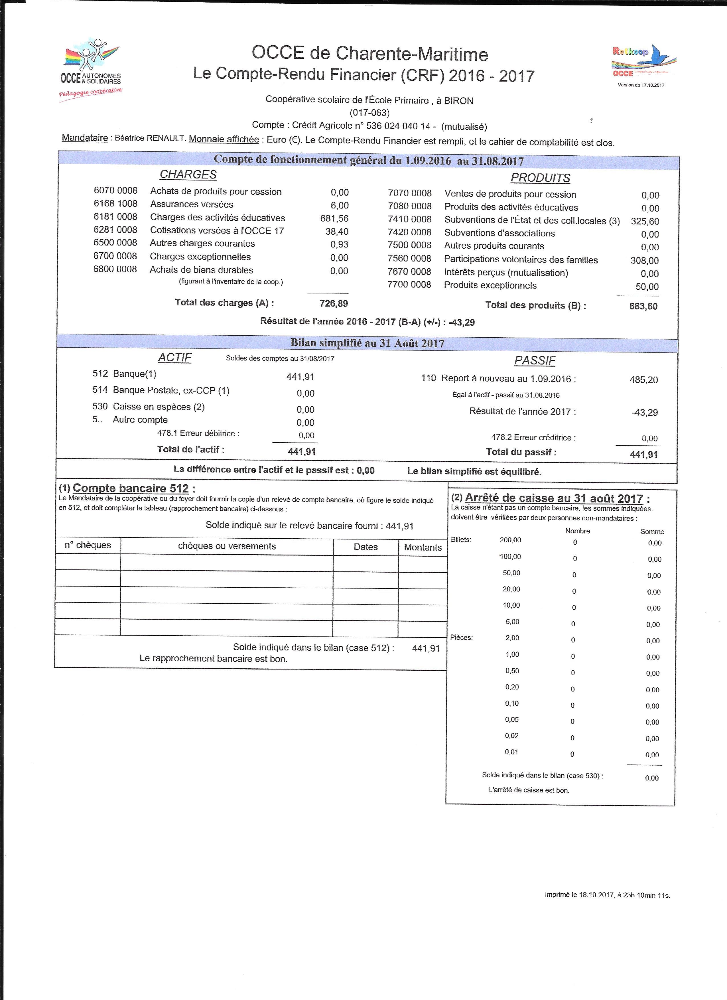 OCCE AUTONOMES & SOLIDAIRES
Pédagogie coopérative
OCCE de Charente-Maritime
Le Compte-Rendu Financier (CRF) 2016 - 2017
Retkoop
OCCE
Version du 17.10.2017
Coopérative scolaire de l'École Primaire , à BIRON
(017-063)
Compte : Crédit Agricole n° 536 024 040 14 - (mutualisé)
Mandataire : Béatrice RENAULT. Monnaie affichée : Euro (€). Le Compte-Rendu Financier est rempli, et le cahier de comptabilité est clos.
Compte de fonctionnement général du 1.09.2016 au 31.08.2017
CHARGES
6070 0008 Achats de produits pour cession 0,00
6168 1008 Assurances versées 6,00
6181 0008 Charges des activités éducatives 681,56
6281 0008 Cotisations versées à l'OCCE 17 38,40
6500 0008 Autres charges courantes 0,93
6700 0008 Charges exceptionnelles 0,00
6800 0008 Achats de biens durables 0,00
(figurant à l'inventaire de la coop.)
Total des charges (A) : 726,89
PRODUITS
7070 0008 Ventes de produits pour cession 0,00
7080 0008 Produits des activités éducatives 0,00
7410 0008 Subventions de l'État et des coll.locales (3) 325,60
7420 0008 Subventions d'associations 0,00
7500 0008 Autres produits courants 0,00
7560 0008 Participations volontaires des familles 308,00
7670 0008 Intérêts perçus (mutualisation) 0,00
7700 0008 Produits exceptionnels 50,00
Total des produits (B) : 683,60
Résultat de l'année 2016 - 2017 (B-A) (+/-) : -43,29
Bilan simplifié au 31 Août 2017
ACTIF Soldes des comptes au 31/08/2017
512 Banque(1) 441,91
514 Banque Postale, ex-CCP (1) 0,00
530 Caisse en espèces (2) 0,00
5.. Autre compte 0,00
478.1 Erreur débitrice : 0,00
Total de l'actif : 441,91
PASSIF
110 Report à nouveau au 1.09.2016 : 485,20
Égal à l'actif - passif au 31.08.2016
Résultat de l'année 2017 : -43,29
478.2 Erreur créditrice : 0,00
Total du passif : 441,91
La différence entre l'actif et le passif est : 0,00 Le bilan simplifié est équilibré.
(1) Compte bancaire 512 :
Le Mandataire de la coopérative ou du foyer doit fournir la copie d'un relevé de compte bancaire, où figure le solde indiqué
en 512, et doit compléter le tableau (rapprochement bancaire) ci-dessous :
Solde indiqué sur le relevé bancaire fourni : 441,91
n° chèques chèques ou versements Dates Montants
Solde indiqué dans le bilan (case 512) : 441,91
Le rapprochement bancaire est bon.
(2) Arrêté de caisse au 31 août 2017 :
La caisse n'étant pas un compte bancaire, les sommes indiquées
doivent être vérifiées par deux personnes non-mandataires :
Nombre Somme
Billets: 200,00 0 0,00
100,00 0 0,00
50,00 0 0,00
20,00 0 0,00
10,00 0 0,00
5,00 0 0,00
Pièces: 2,00 0 0,00
1,00 0 0,00
0,50 0 0,00
0,20 0 0,00
0,10 0 0,00
0,05 0 0,00
0,02 0 0,00
0,01 0 0,00
Solde indiqué dans le bilan (case 530) : 0,00
L'arrêté de caisse est bon.
Imprimé le 18.10.2017, à 23h 10min 11s.